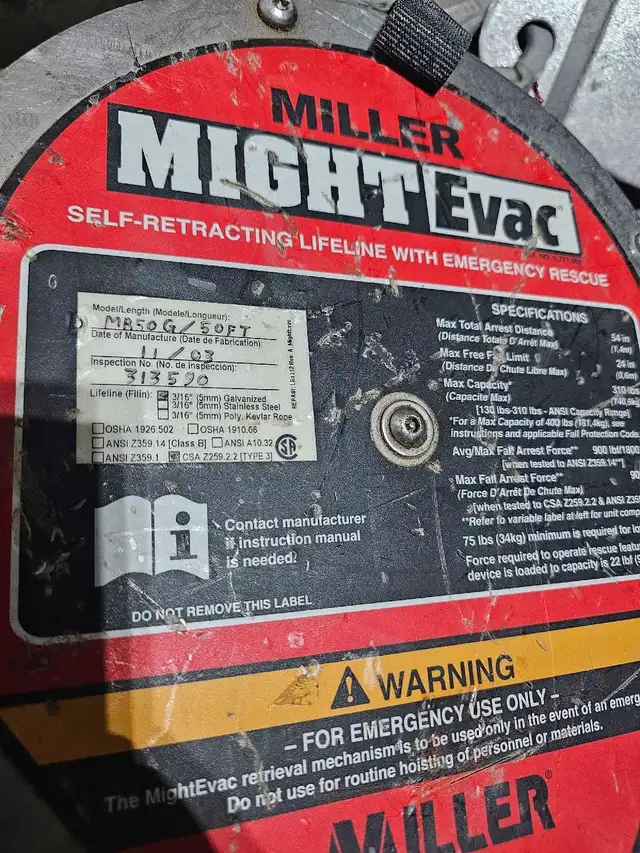 MILLER
MIGHTEvac
SELF-RETRACTING LIFELINE WITH EMERGENCY RESCUE
Model/Length (Modele/Longueur):
MR50G/50FT
Date of Manufacture (Date de Fabrication):
11/03
Inspection No. (No. de inspección):
313590
Lifeline (Filin): 3/16" (5mm) Galvanized
3/16" (5mm) Stainless Steel
3/16" (5mm) Poly. Kevlar Rope
OSHA 1926.502 OSHA 1910.66
ANSI Z359.14 [Class B] ANSI A10.32
ANSI Z359.1 CSA Z259.2.2 [TYPE 3]
SPECIFICATIONS
Max Total Arrest Distance 54 in
(Distance Totale D'Arrêt Max) (1,4m)
Max Free Fall Limit 24 in
(Distance De Chute Libre Max) (0,6m)
Max Capacity* 310 lbs
(Capacite Max)
[130 lbs-310 lbs - ANSI Capacity Range]
*For a Maximum Capacity of 400 lbs (181,4kg), see
instructions and applicable Fall Protection Code
Avg/Max Fall Arrest Force** 900 lbf/1800
[when tested to ANSI Z359.14**]
Max Fall Arrest Force** 90
(Force D'Arrêt De Chute Max)
[when tested to CSA Z259.2.2 & ANSI Z359
**Refer to variable label at left for unit comp
75 lbs (34kg) minimum is required for lo
Force required to operate rescue featu
device is loaded to capacity is 22 lbf (9
i
Contact manufacturer
if instruction manual
is needed.
DO NOT REMOVE THIS LABEL
WARNING
– FOR EMERGENCY USE ONLY –
The MightEvac retrieval mechanism is to be used only in the event of an emerg
Do not use for routine hoisting of personnel or materials.
MILLER®